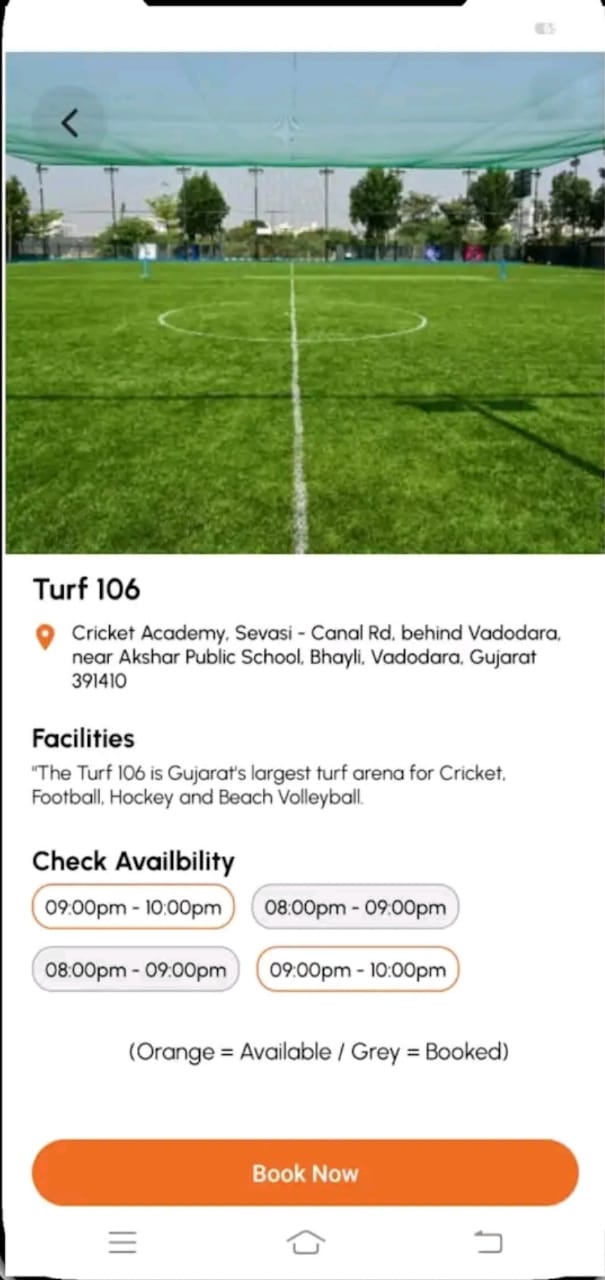 Turf 106
Cricket Academy, Sevasi - Canal Rd, behind Vadodara,
near Akshar Public School, Bhayli, Vadodara, Gujarat
391410
Facilities
"The Turf 106 is Gujarat's largest turf arena for Cricket,
Football, Hockey and Beach Volleyball.
Check Availbility
09:00pm - 10:00pm
08:00pm - 09:00pm
08:00pm - 09:00pm
09:00pm - 10:00pm
(Orange = Available / Grey = Booked)
Book Now